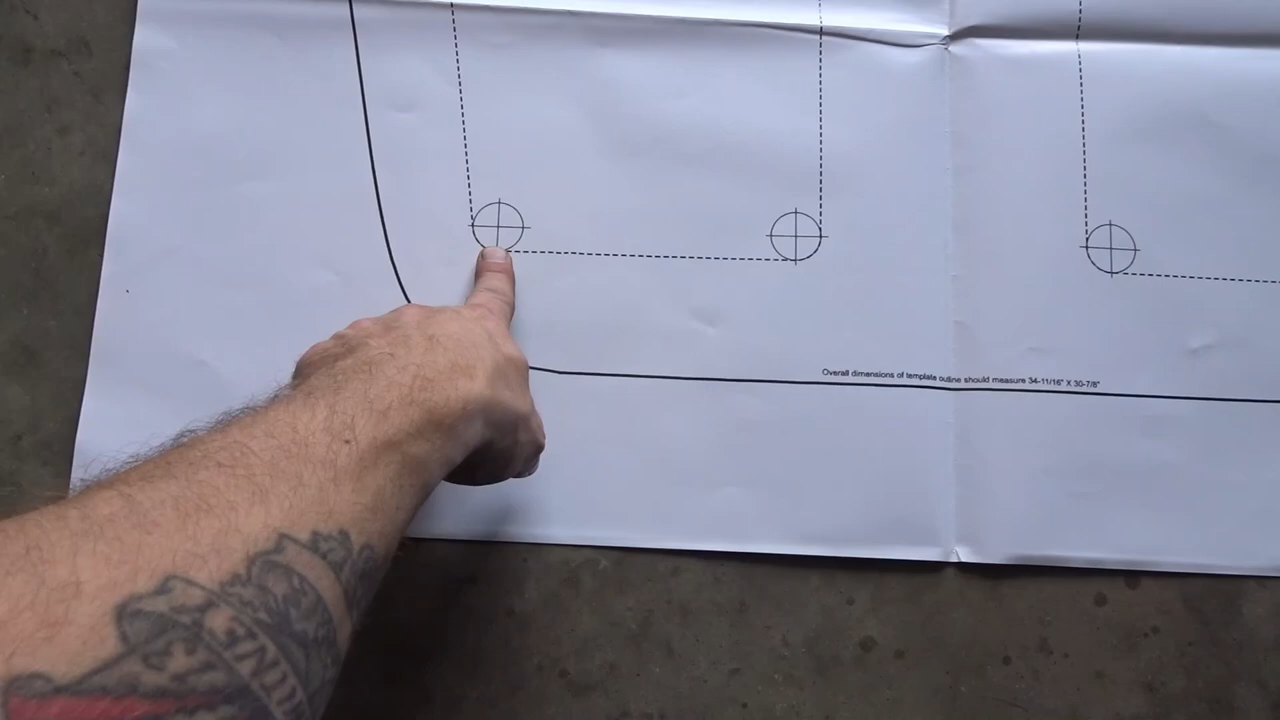 Overall dimensions of template outline should measure 34-11/16" X 30-7/8"